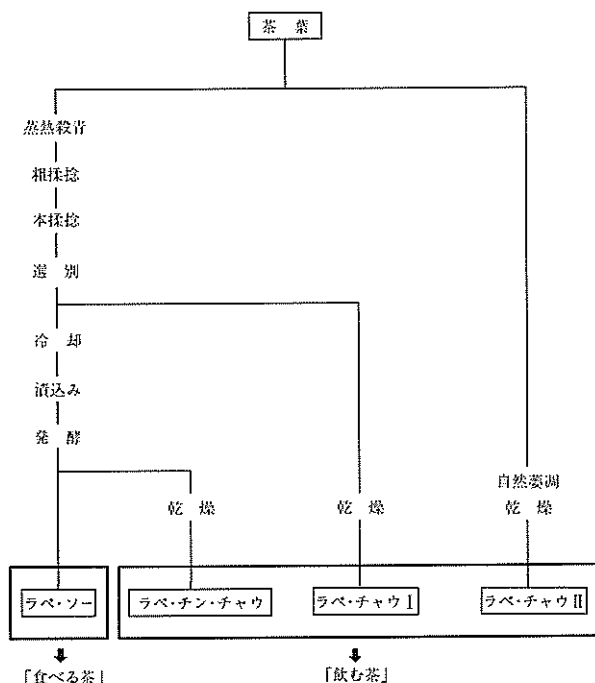 茶 葉
蒸熱殺青
粗揉捻
本揉捻
選 別
冷 却
漬込み
発 酵
乾 燥
乾 燥
自然萎凋
乾 燥
ラペ・ソー
ラペ・チン・チャウ
ラペ・チャウ I
ラペ・チャウ II
「食べる茶」
「飲む茶」